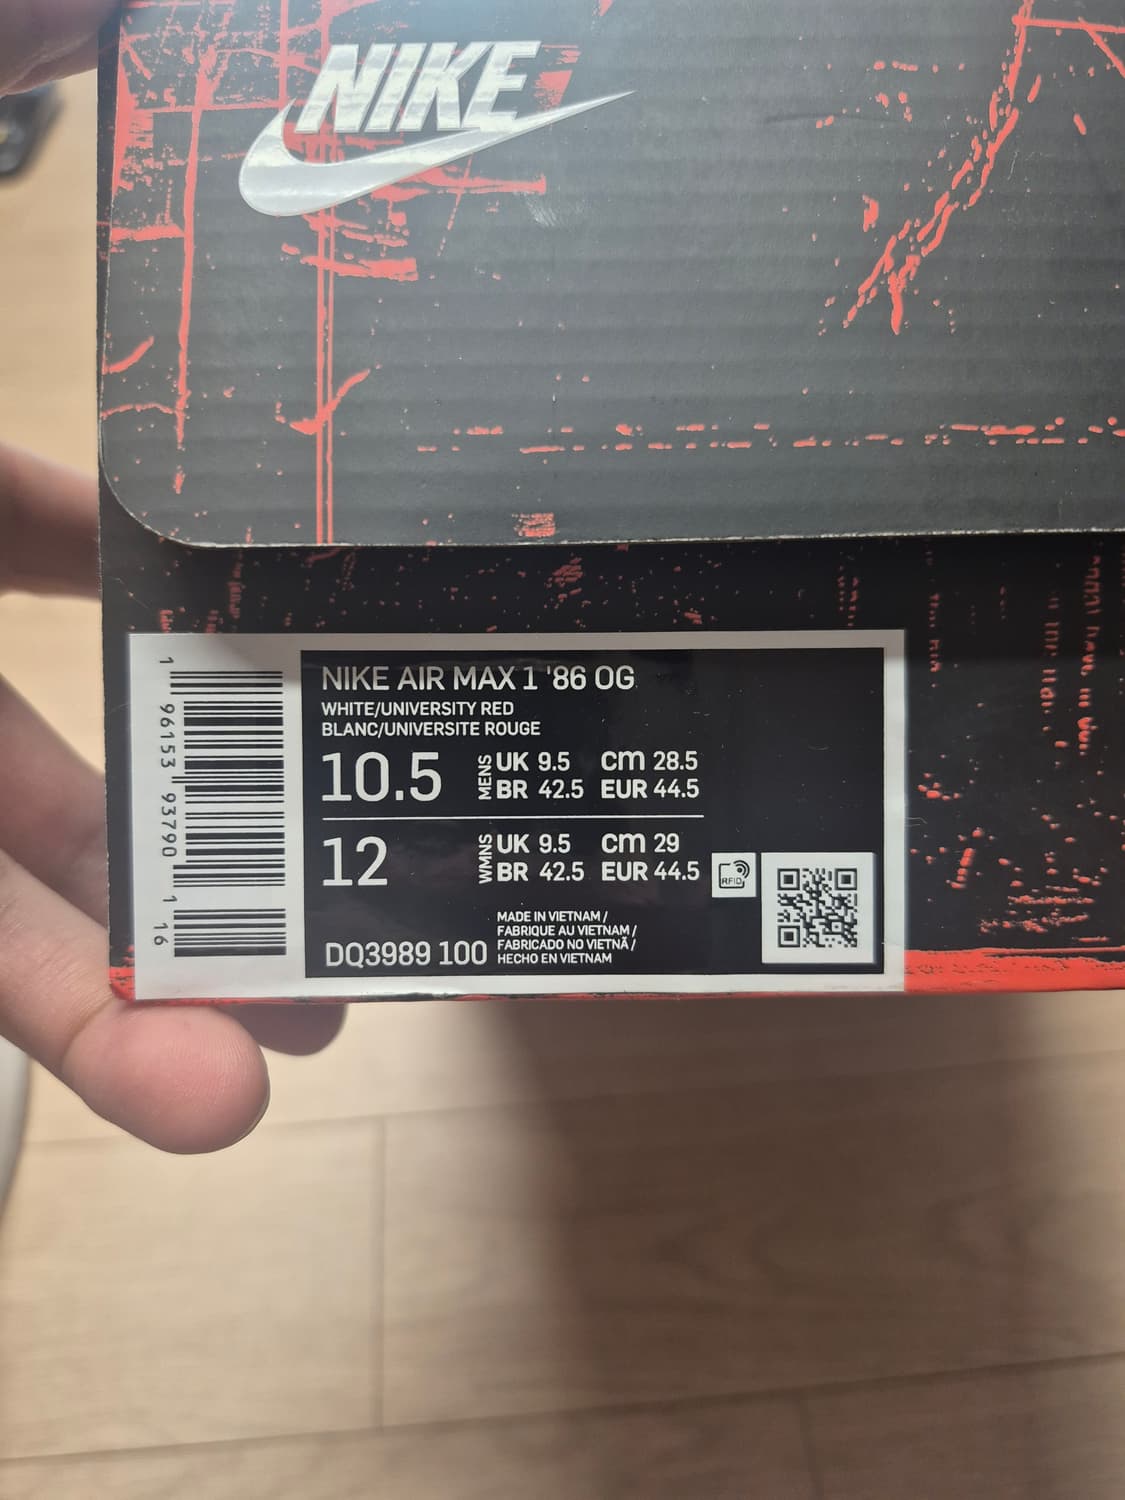 NIKE
NIKE AIR MAX 1 '86 OG
WHITE/UNIVERSITY RED
BLANC/UNIVERSITE ROUGE
10.5 MENS UK 9.5 cm 28.5
BR 42.5 EUR 44.5
12 WMNS UK 9.5 cm 29
BR 42.5 EUR 44.5
RFID
MADE IN VIETNAM /
FABRIQUE AU VIETNAM /
FABRICADO NO VIETNÃ /
HECHO EN VIETNAM
DQ3989 100
1 96153 93790 1 16